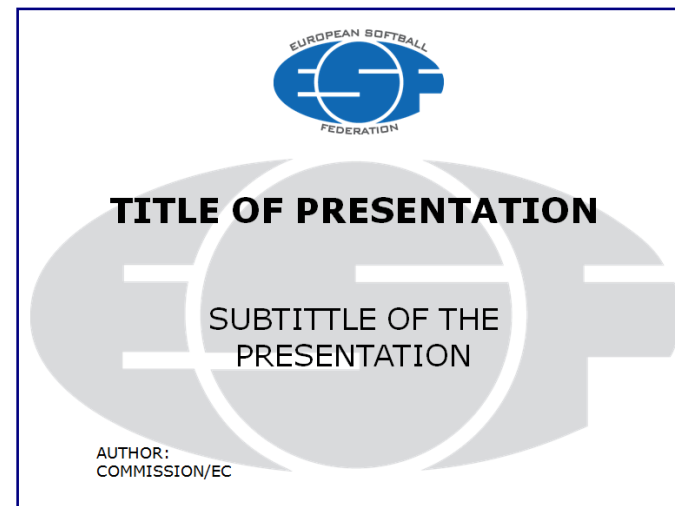 EUROPEAN SOFTBALL
ESF
FEDERATION
TITLE OF PRESENTATION
SUBTITTLE OF THE
PRESENTATION
AUTHOR:
COMMISSION/EC